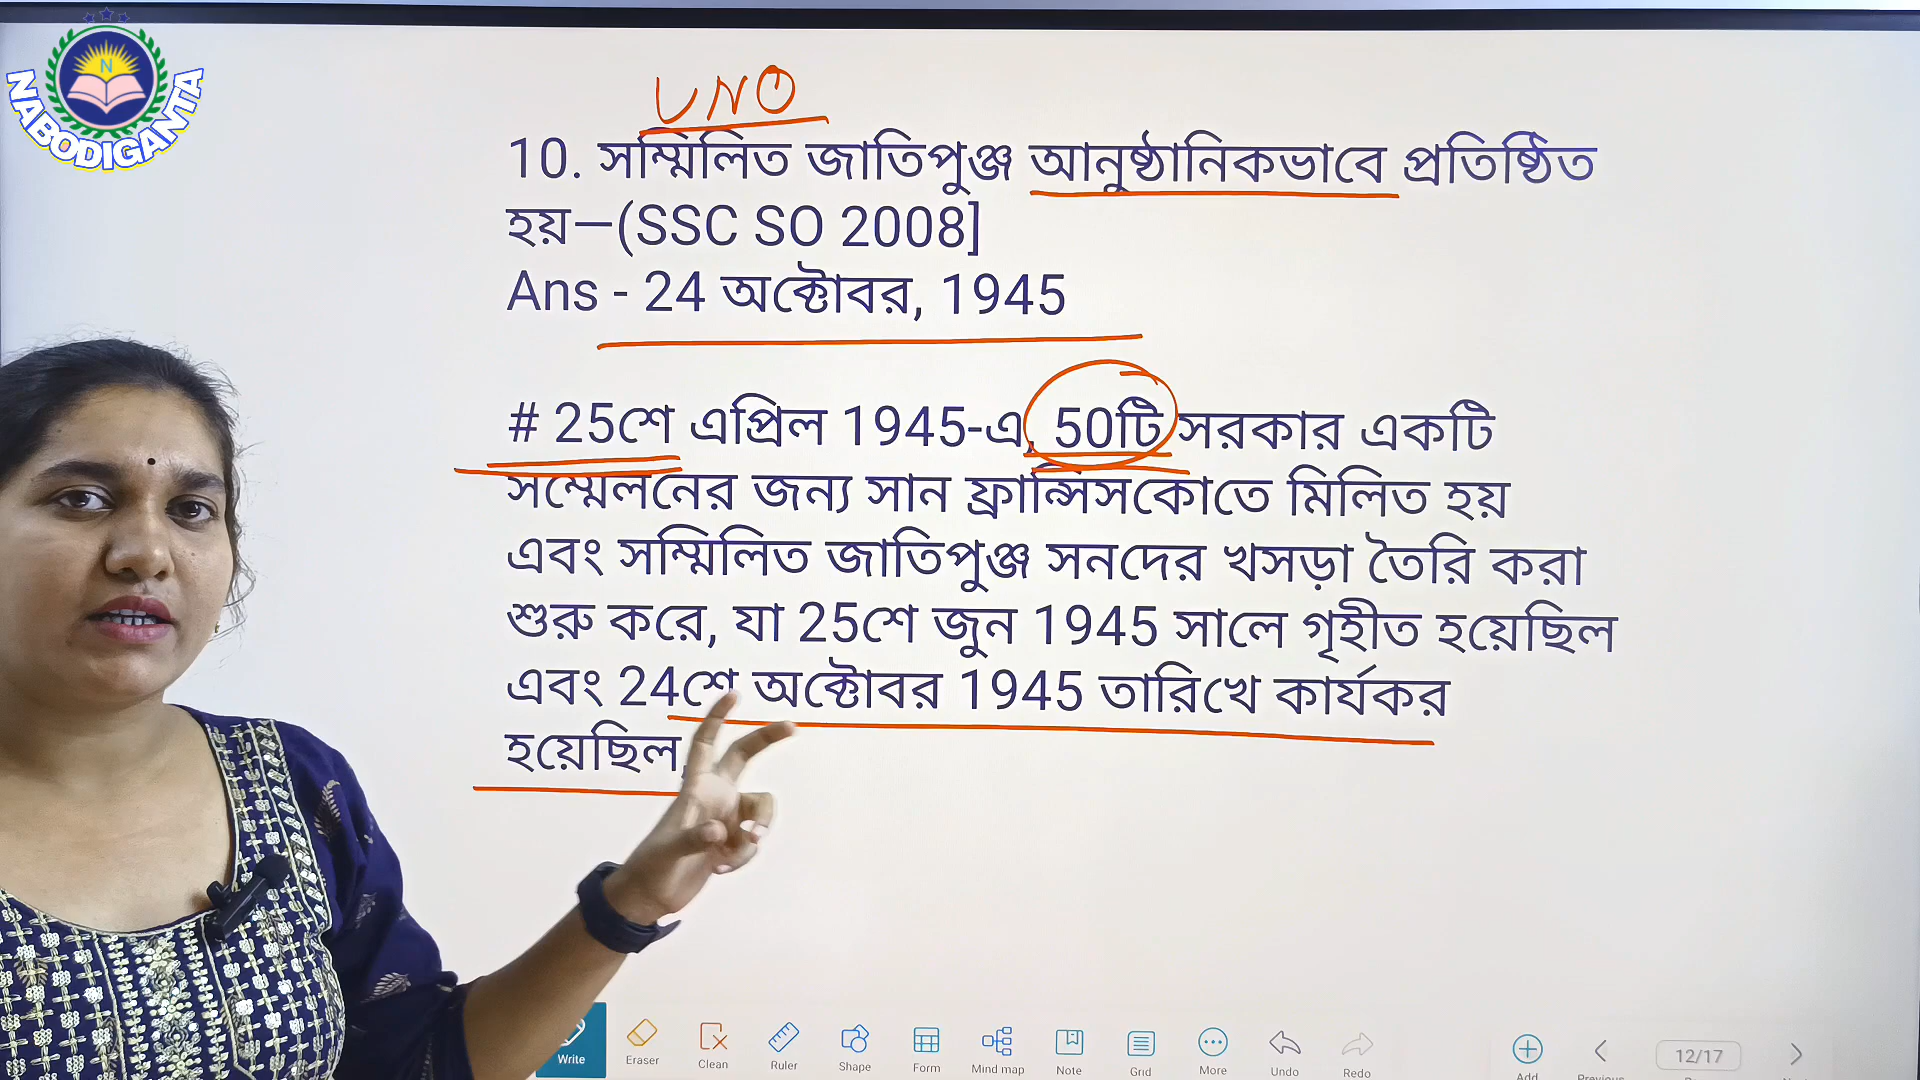 NABODIGANTA
N
UNO
10. সম্মিলিত জাতিপুঞ্জ আনুষ্ঠানিকভাবে প্রতিষ্ঠিত
হয়—(SSC SO 2008]
Ans - 24 অক্টোবর, 1945
# 25শে এপ্রিল 1945-এ, 50টি সরকার একটি
সম্মেলনের জন্য সান ফ্রান্সিসকোতে মিলিত হয়
এবং সম্মিলিত জাতিপুঞ্জ সনদের খসড়া তৈরি করা
শুরু করে, যা 25শে জুন 1945 সালে গৃহীত হয়েছিল
এবং 24শে অক্টোবর 1945 তারিখে কার্যকর
হয়েছিল,
Write Eraser Clean Ruler Shape Form Mind map Note Grid More Undo Redo Add Previous 12/17